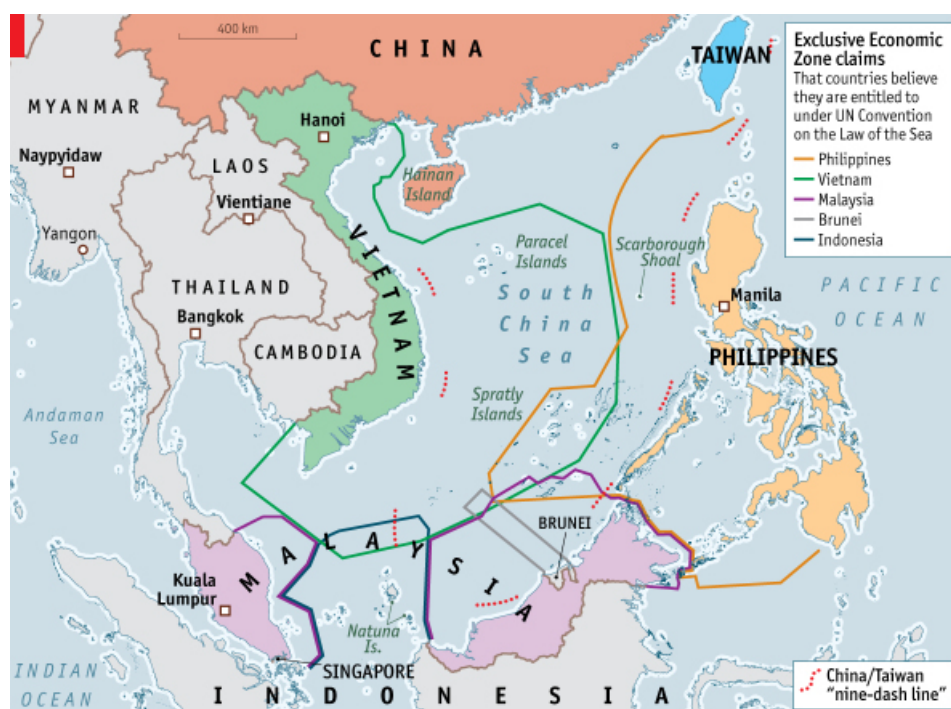 400 km
CHINA
TAIWAN
Exclusive Economic
Zone claims
That countries believe
they are entitled to
under UN Convention
on the Law of the Sea
Philippines
Vietnam
Malaysia
Brunei
Indonesia
MYANMAR
Hanoi
Naypyidaw
LAOS
Hainan
Island
Vientiane
Yangon
VIETNAM
Paracel
Islands
Scarborough
Shoal
THAILAND
South
China
Sea
Manila
PACIFIC
OCEAN
Bangkok
CAMBODIA
PHILIPPINES
Andaman
Sea
Spratly
Islands
BRUNEI
MALAYSIA
Kuala
Lumpur
Natuna
Is.
INDIAN
OCEAN
SINGAPORE
INDONESIA
China/Taiwan
“nine-dash line”